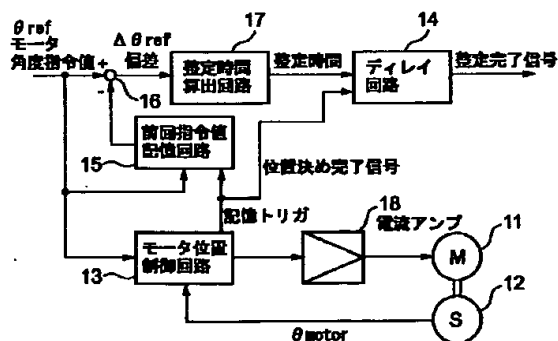 θref
モータ
角度指令値
+
-
16
Δθref
偏差
17
整定時間
算出回路
整定時間
14
ディレイ
回路
整定完了信号
前回指令値
記憶回路
15
位置決め完了信号
記憶トリガ
モータ位置
制御回路
13
18
電流アンプ
11
M
12
S
θmotor